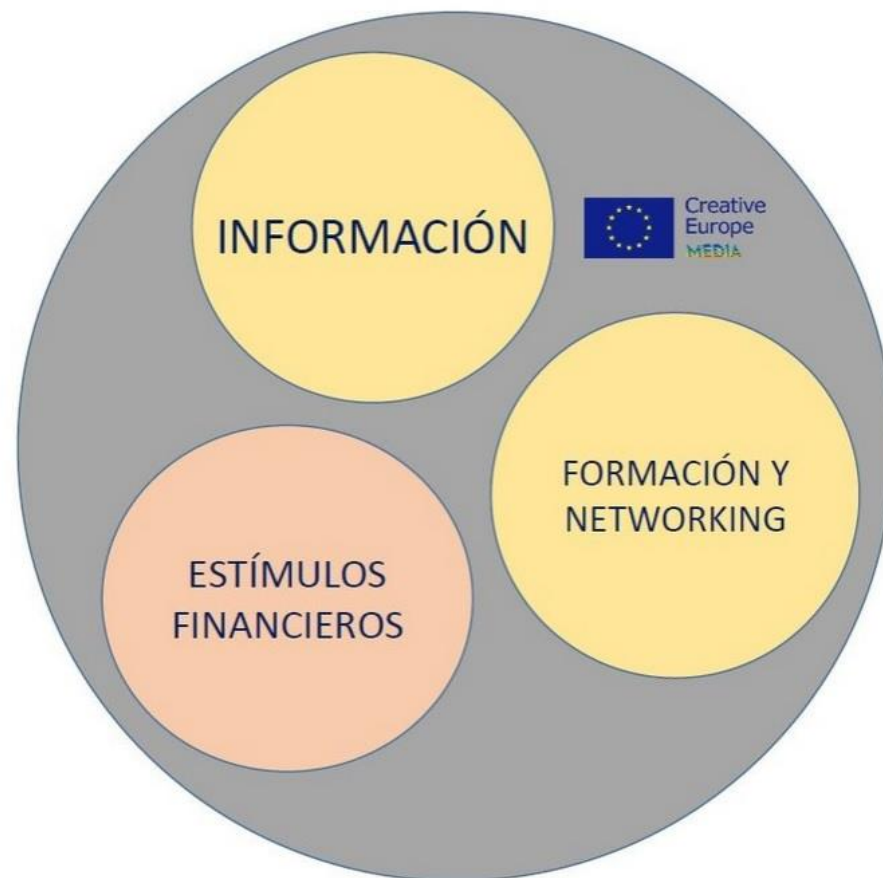 INFORMACIÓN
Creative
Europe
MEDIA
FORMACIÓN Y
NETWORKING
ESTÍMULOS
FINANCIEROS